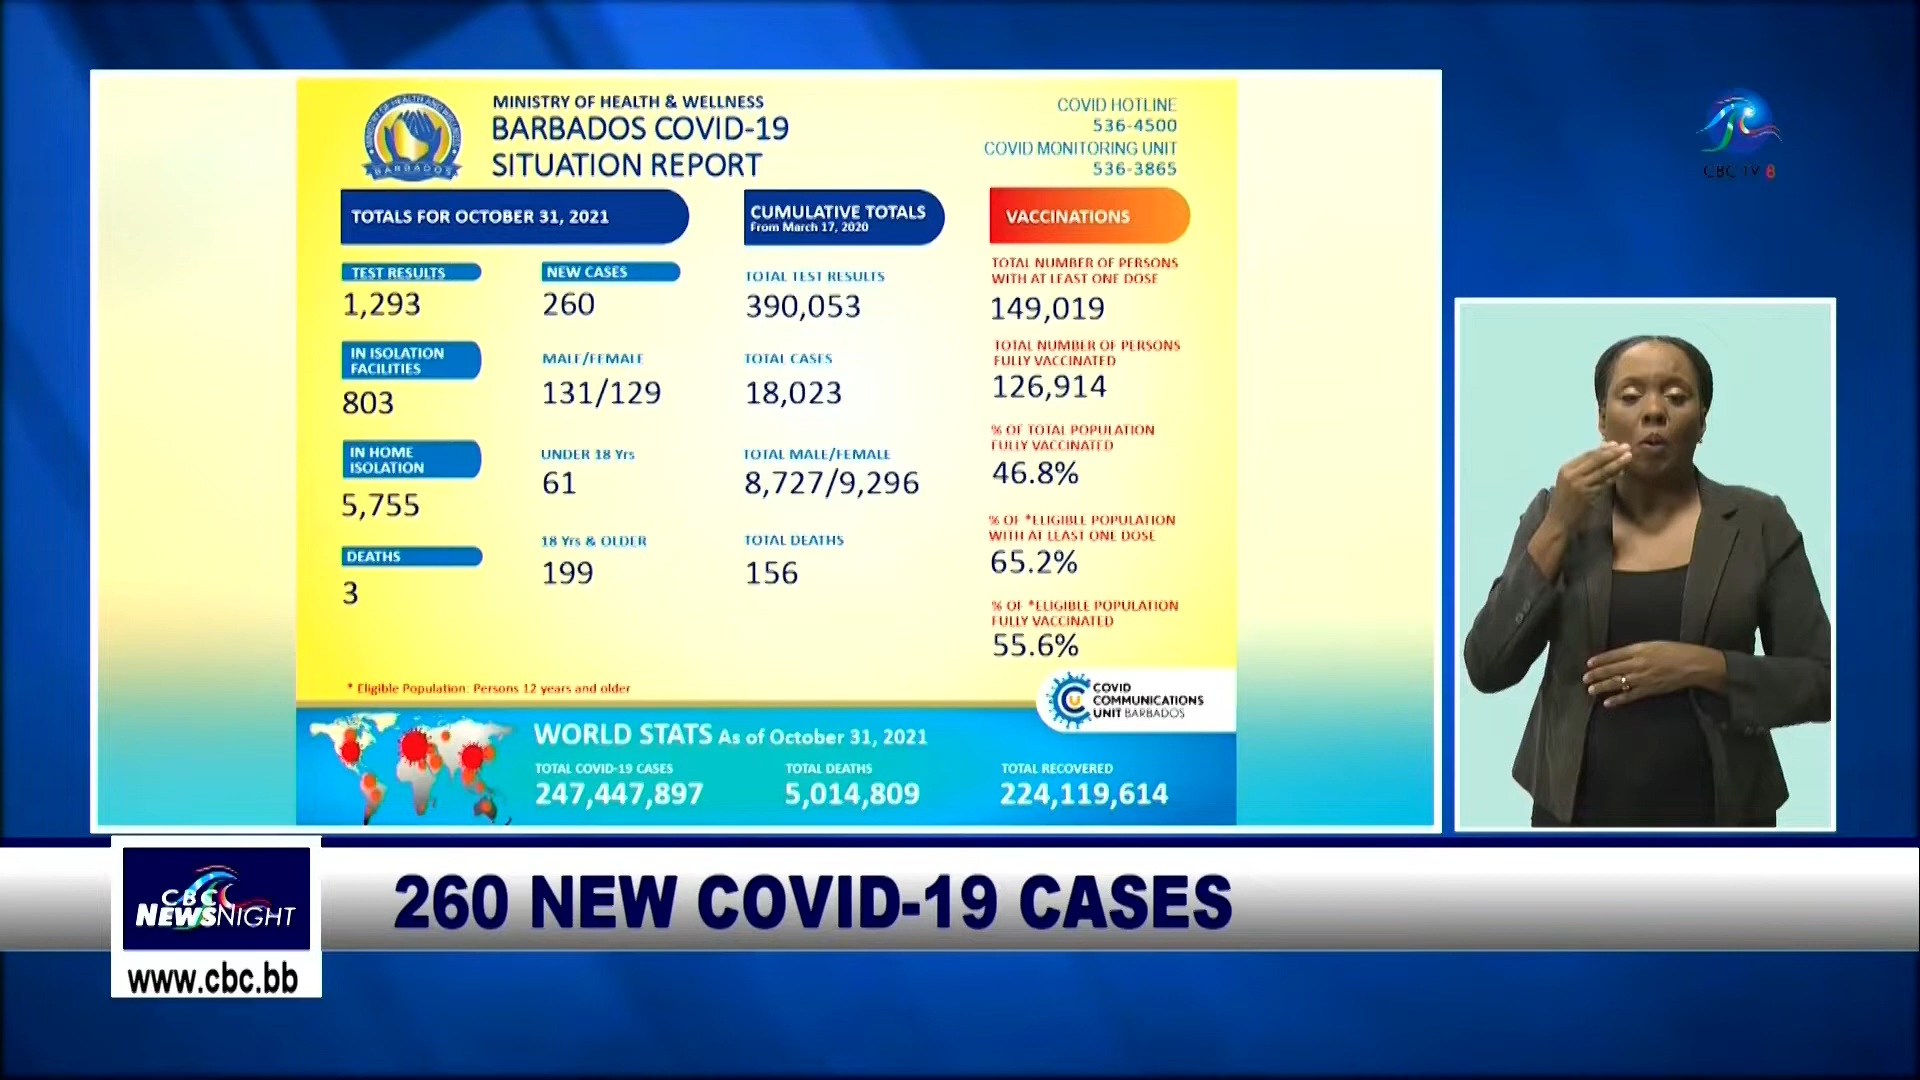 MINISTRY OF HEALTH & WELLNESS
BARBADOS COVID-19
SITUATION REPORT
BARBADOS
COVID HOTLINE
536-4500
COVID MONITORING UNIT
536-3865
CBC TV 8
TOTALS FOR OCTOBER 31, 2021
TEST RESULTS
1,293
IN ISOLATION
FACILITIES
803
IN HOME
ISOLATION
5,755
DEATHS
3
NEW CASES
260
MALE/FEMALE
131/129
UNDER 18 Yrs
61
18 Yrs & OLDER
199
CUMULATIVE TOTALS
From March 17, 2020
TOTAL TEST RESULTS
390,053
TOTAL CASES
18,023
TOTAL MALE/FEMALE
8,727/9,296
TOTAL DEATHS
156
VACCINATIONS
TOTAL NUMBER OF PERSONS
WITH AT LEAST ONE DOSE
149,019
TOTAL NUMBER OF PERSONS
FULLY VACCINATED
126,914
% OF TOTAL POPULATION
FULLY VACCINATED
46.8%
% OF *ELIGIBLE POPULATION
WITH AT LEAST ONE DOSE
65.2%
% OF *ELIGIBLE POPULATION
FULLY VACCINATED
55.6%
* Eligible Population: Persons 12 years and older
COVID
COMMUNICATIONS
UNIT BARBADOS
WORLD STATS As of October 31, 2021
TOTAL COVID-19 CASES
247,447,897
TOTAL DEATHS
5,014,809
TOTAL RECOVERED
224,119,614
CBC
NEWSNIGHT
www.cbc.bb
260 NEW COVID-19 CASES